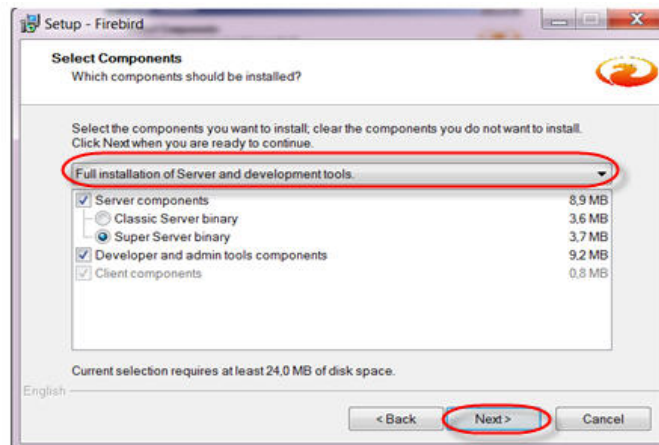 Setup - Firebird
Select Components
Which components should be installed?
Select the components you want to install; clear the components you do not want to install.
Click Next when you are ready to continue.
Full installation of Server and development tools.
Server components 8,9 MB
Classic Server binary 3,6 MB
Super Server binary 3,7 MB
Developer and admin tools components 9,2 MB
Client components 0,8 MB
Current selection requires at least 24,0 MB of disk space.
English
< Back Next > Cancel